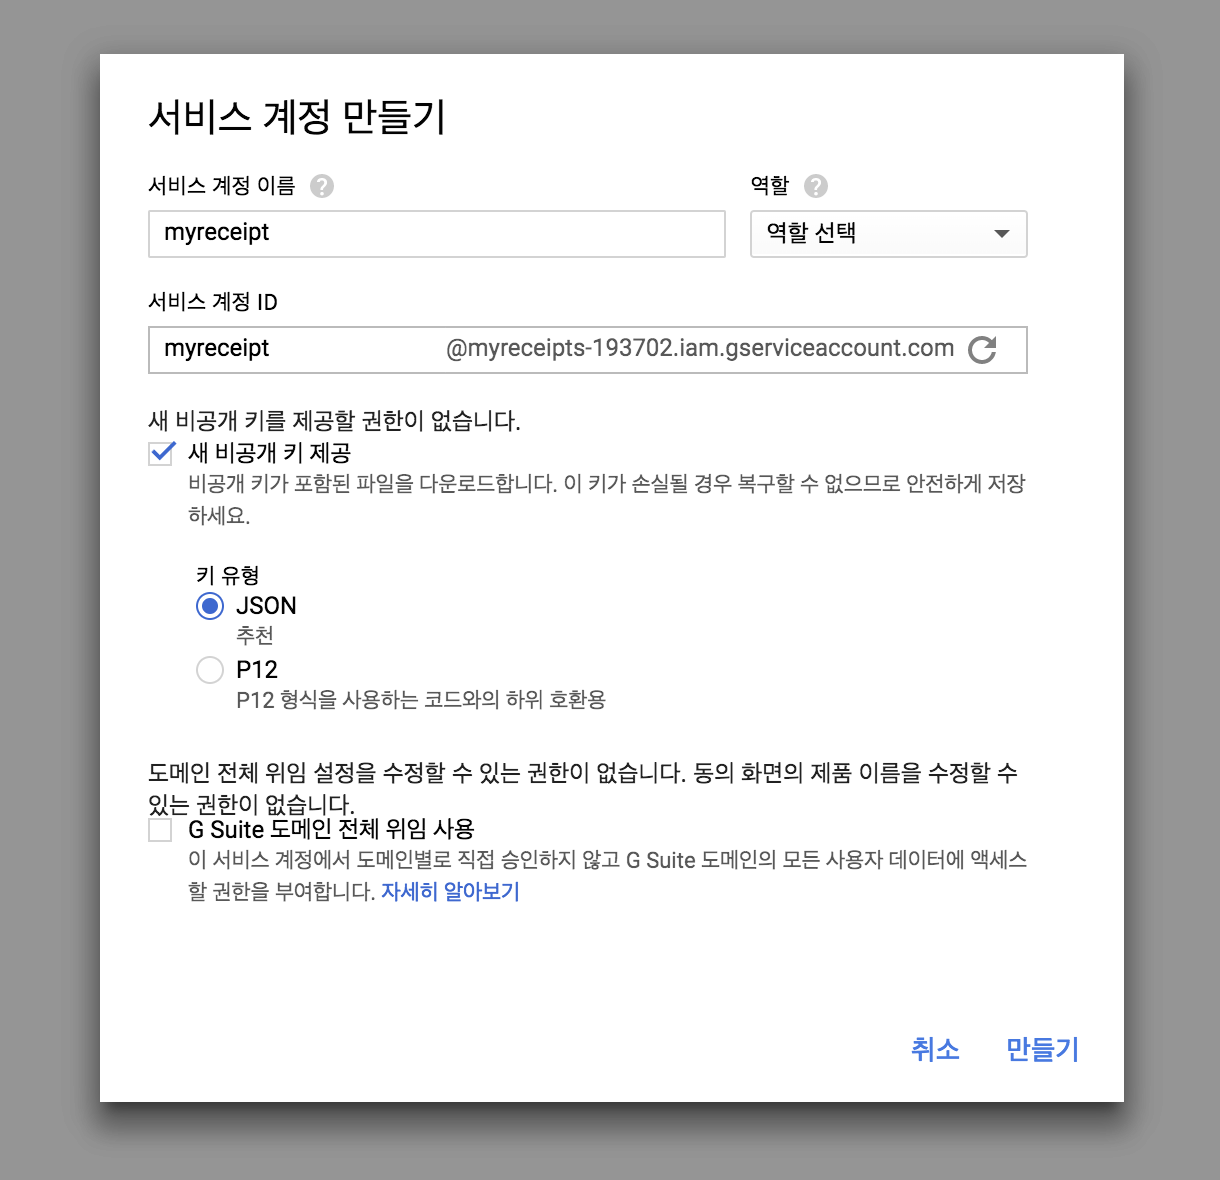 서비스 계정 만들기
서비스 계정 이름 ?
역할 ?
myreceipt
역할 선택
서비스 계정 ID
myreceipt @myreceipts-193702.iam.gserviceaccount.com
새 비공개 키를 제공할 권한이 없습니다.
새 비공개 키 제공
비공개 키가 포함된 파일을 다운로드합니다. 이 키가 손실될 경우 복구할 수 없으므로 안전하게 저장
하세요.
키 유형
JSON
추천
P12
P12 형식을 사용하는 코드와의 하위 호환용
도메인 전체 위임 설정을 수정할 수 있는 권한이 없습니다. 동의 화면의 제품 이름을 수정할 수
있는 권한이 없습니다.
G Suite 도메인 전체 위임 사용
이 서비스 계정에서 도메인별로 직접 승인하지 않고 G Suite 도메인의 모든 사용자 데이터에 액세스
할 권한을 부여합니다. 자세히 알아보기
취소 만들기